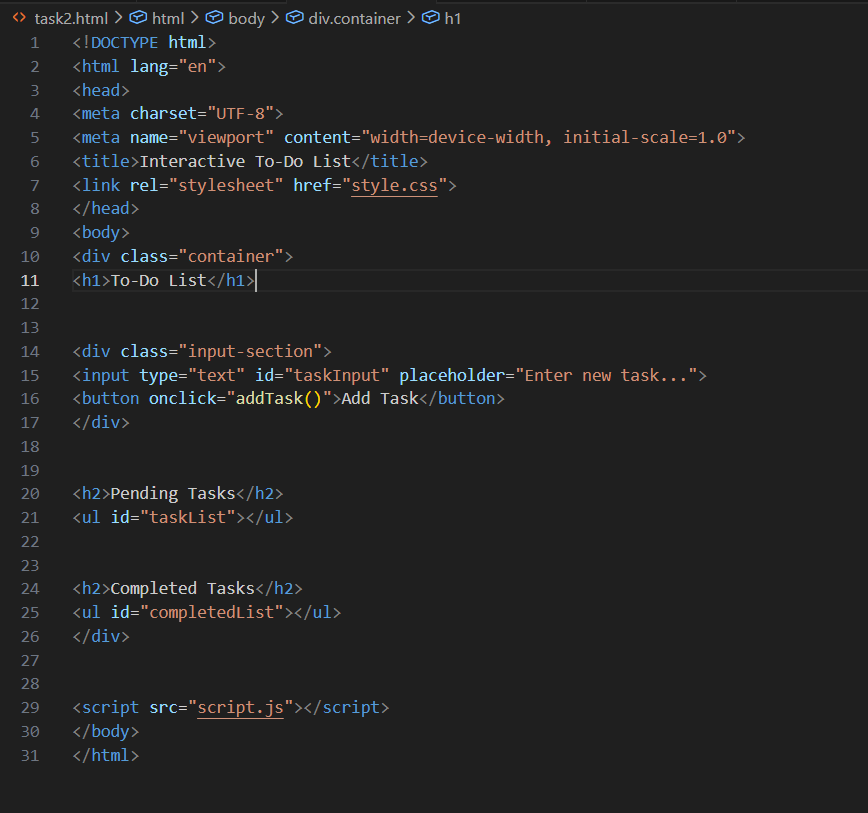 task2.html > html > body > div.container > h1
1 <!DOCTYPE html>
2 <html lang="en">
3 <head>
4 <meta charset="UTF-8">
5 <meta name="viewport" content="width=device-width, initial-scale=1.0">
6 <title>Interactive To-Do List</title>
7 <link rel="stylesheet" href="style.css">
8 </head>
9 <body>
10 <div class="container">
11 <h1>To-Do List</h1>
12
13
14 <div class="input-section">
15 <input type="text" id="taskInput" placeholder="Enter new task...">
16 <button onclick="addTask()">Add Task</button>
17 </div>
18
19
20 <h2>Pending Tasks</h2>
21 <ul id="taskList"></ul>
22
23
24 <h2>Completed Tasks</h2>
25 <ul id="completedList"></ul>
26 </div>
27
28
29 <script src="script.js"></script>
30 </body>
31 </html>